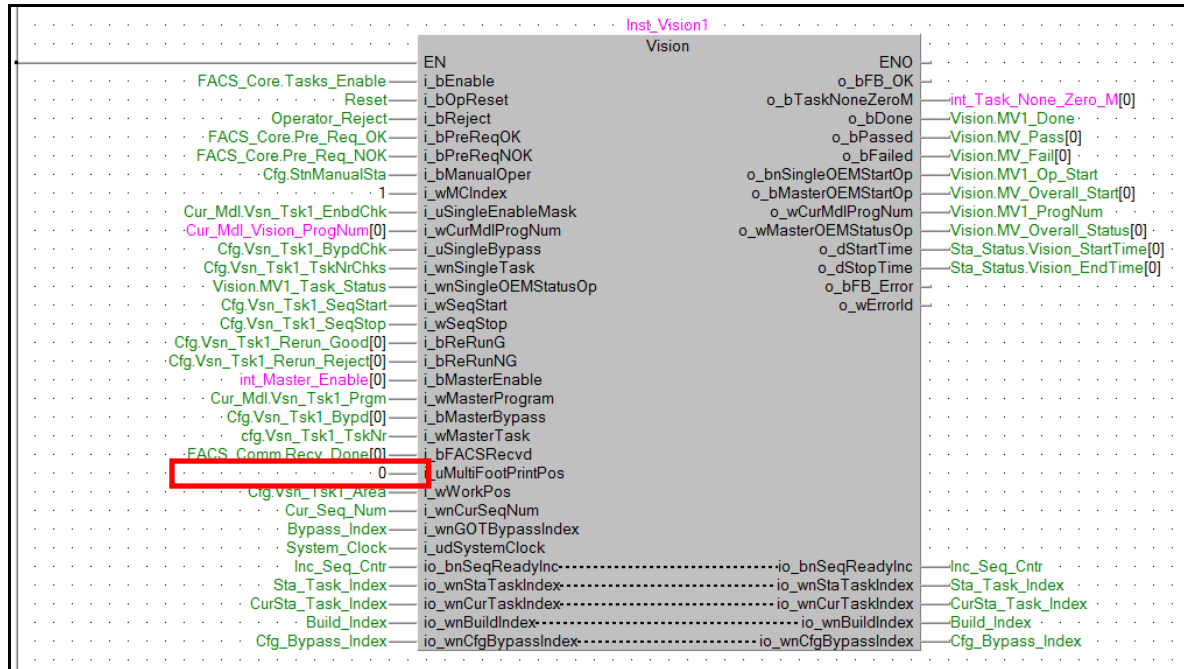 Inst_Vision1
Vision
EN ENO
FACS_Core.Tasks_Enable i_bEnable o_bFB_OK
Reset i_bOpReset o_bTaskNoneZeroM int_Task_None_Zero_M[0]
Operator_Reject i_bReject o_bDone Vision.MV1_Done
FACS_Core.Pre_Req_OK i_bPreReqOK o_bPassed Vision.MV_Pass[0]
FACS_Core.Pre_Req_NOK i_bPreReqNOK o_bFailed Vision.MV_Fail[0]
Cfg.StnManualSta i_bManualOper o_bnSingleOEMStartOp Vision.MV1_Op_Start
1 i_wMCIndex o_bMasterOEMStartOp Vision.MV_Overall_Start[0]
Cur_Mdl.Vsn_Tsk1_EnbdChk i_uSingleEnableMask o_wCurMdlProgNum Vision.MV1_ProgNum
Cur_Mdl_Vision_ProgNum[0] i_wCurMdlProgNum o_wMasterOEMStatusOp Vision.MV_Overall_Status[0]
Cfg.Vsn_Tsk1_BypdChk i_uSingleBypass o_dStartTime Sta_Status.Vision_StartTime[0]
Cfg.Vsn_Tsk1_TskNrChks i_wnSingleTask o_dStopTime Sta_Status.Vision_EndTime[0]
Vision.MV1_Task_Status i_wnSingleOEMStatusOp o_bFB_Error
Cfg.Vsn_Tsk1_SeqStart i_wSeqStart o_wErrorId
Cfg.Vsn_Tsk1_SeqStop i_wSeqStop
Cfg.Vsn_Tsk1_Rerun_Good[0] i_bReRunG
Cfg.Vsn_Tsk1_Rerun_Reject[0] i_bReRunNG
int_Master_Enable[0] i_bMasterEnable
Cur_Mdl.Vsn_Tsk1_Prgm i_wMasterProgram
Cfg.Vsn_Tsk1_Bypd[0] i_bMasterBypass
cfg.Vsn_Tsk1_TskNr i_wMasterTask
FACS_Comm.Recv_Done[0] i_bFACSRecvd
0 i_uMultiFootPrintPos
Cfg.Vsn_Tsk1_Area i_wWorkPos
Cur_Seq_Num i_wnCurSeqNum
Bypass_Index i_wnGOTBypassIndex
System_Clock i_udSystemClock
Inc_Seq_Cntr io_bnSeqReadyInc io_bnSeqReadyInc Inc_Seq_Cntr
Sta_Task_Index io_wnStaTaskIndex io_wnStaTaskIndex Sta_Task_Index
CurSta_Task_Index io_wnCurTaskIndex io_wnCurTaskIndex CurSta_Task_Index
Build_Index io_wnBuildIndex io_wnBuildIndex Build_Index
Cfg_Bypass_Index io_wnCfgBypassIndex io_wnCfgBypassIndex Cfg_Bypass_Index